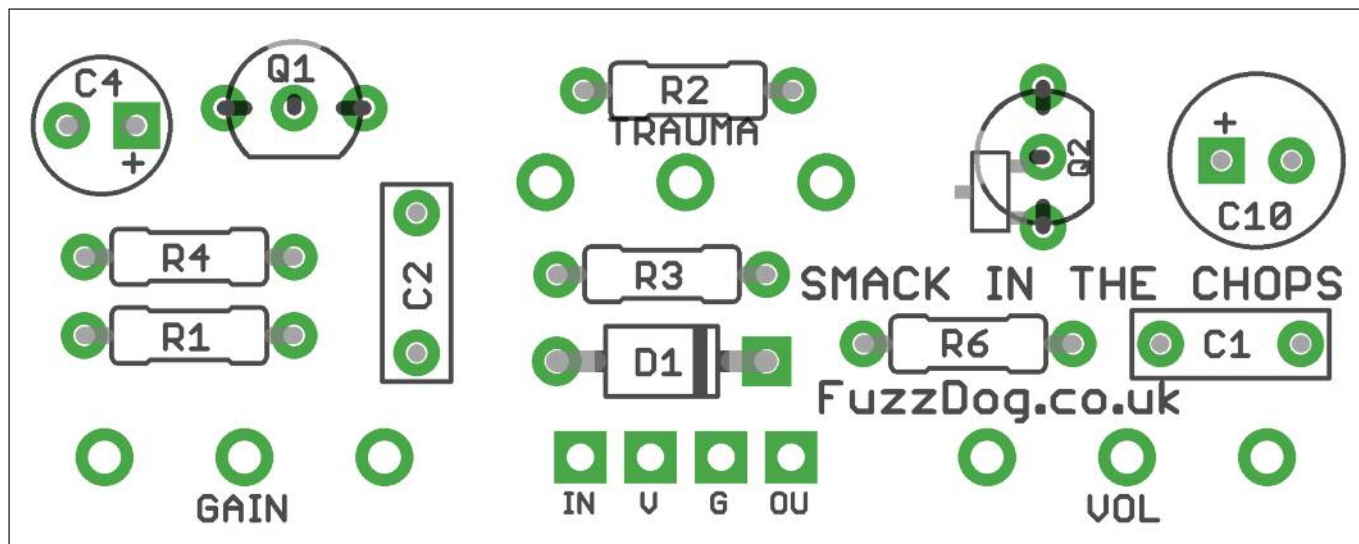 C4
+
Q1
R2
TRAUMA
Q2
+
C10
R4
C2
R3
SMACK IN THE CHOPS
R1
D1
R6
C1
FuzzDog.co.uk
GAIN
IN V G OU
VOL